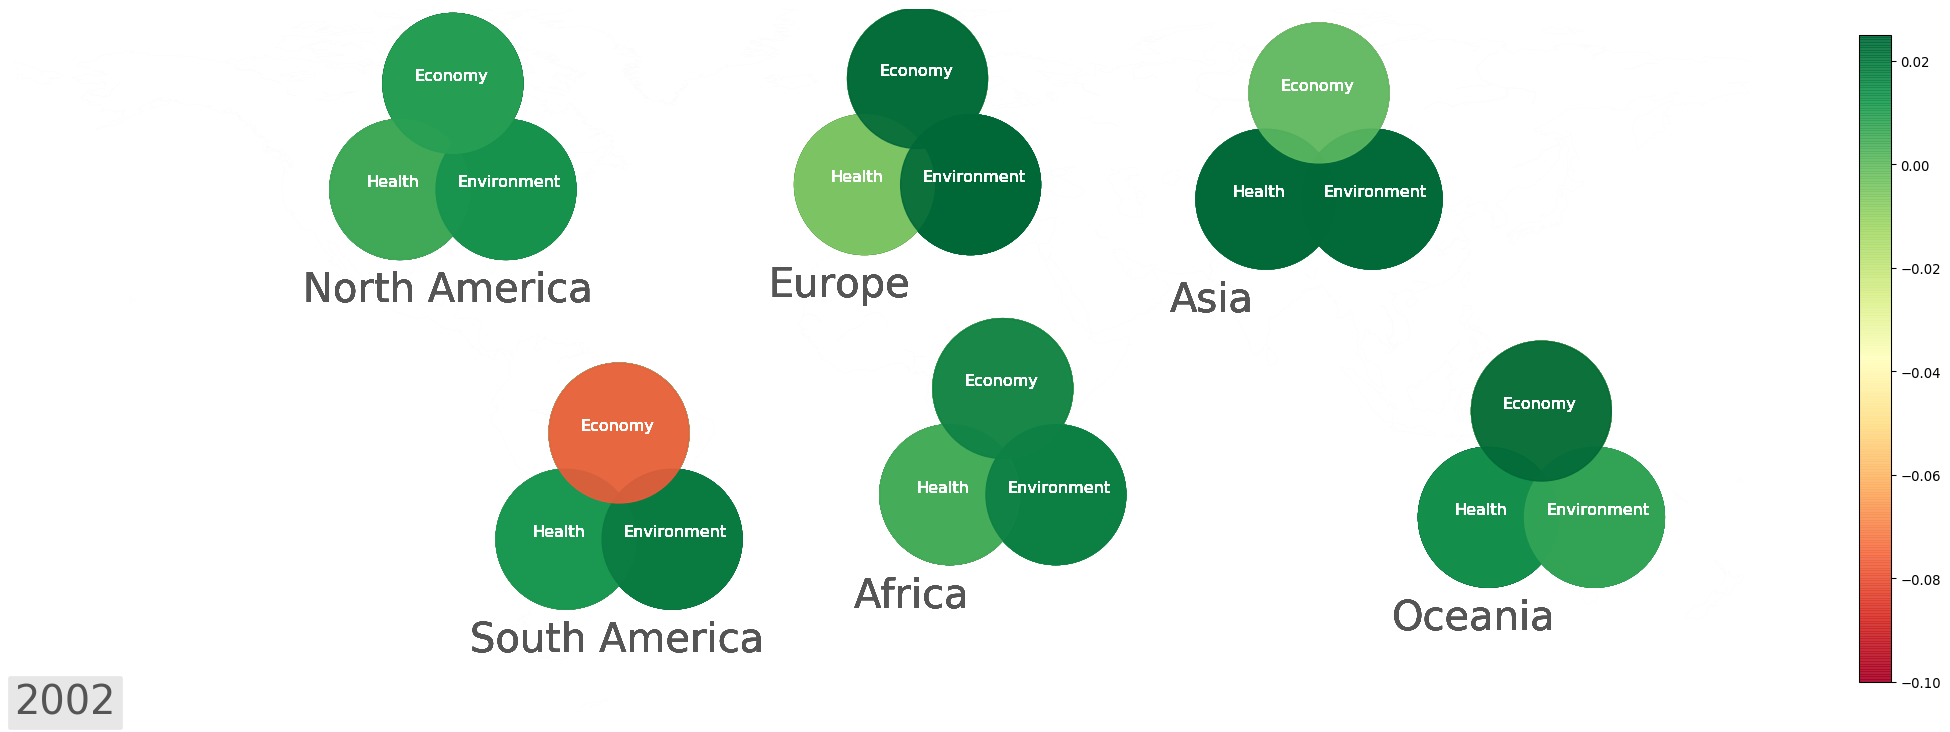 Economy
Health
Environment
North America
Economy
Health
Environment
Europe
Economy
Health
Environment
Asia
Economy
Health
Environment
South America
Economy
Health
Environment
Africa
Economy
Health
Environment
Oceania
2002
0.02
0.00
−0.02
−0.04
−0.06
−0.08
−0.10